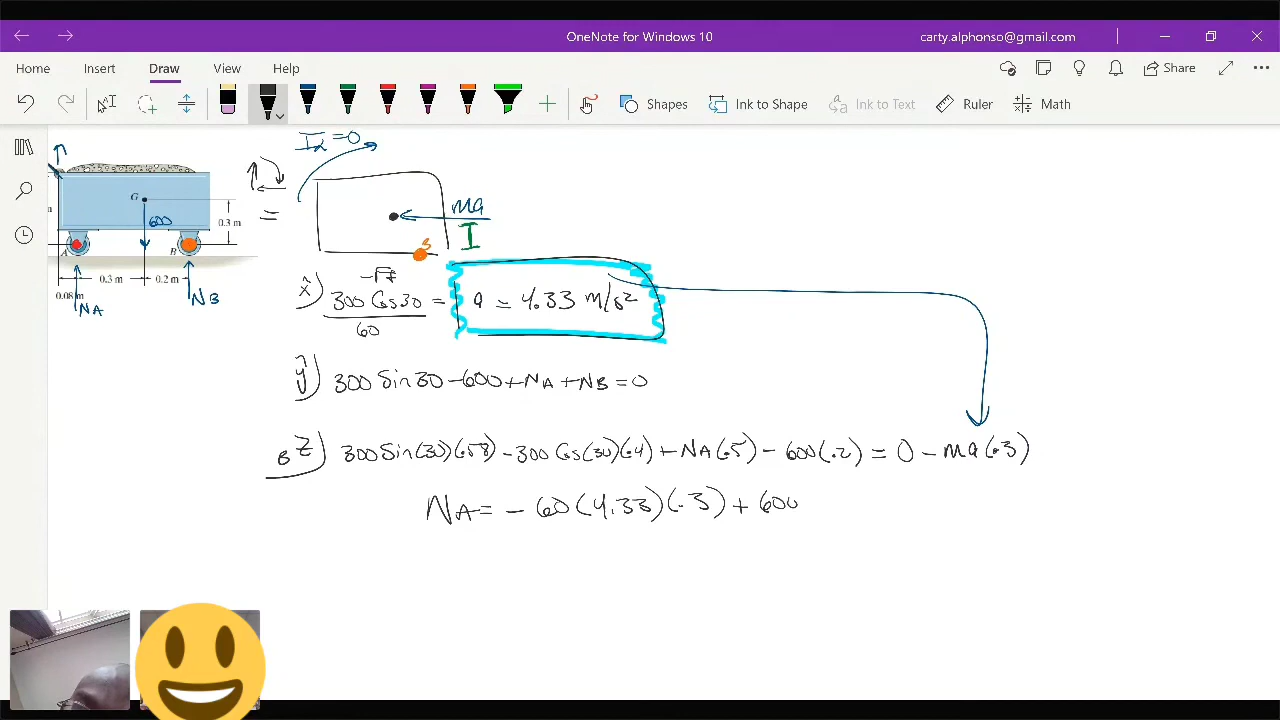 OneNote for Windows 10
carty.alphonso@gmail.com
Home Insert Draw View Help
Share
Shapes Ink to Shape Ink to Text Ruler Math
Iα = 0
G
600
0.3 m
m
A
B
0.3 m
0.2 m
0.08 m
NA
NB
=
ma
I
B
x̂) 300 Cos 30 = a = 4.33 m/s²
60
ŷ) 300 Sin 30 - 600 + NA + NB = 0
B Z) 300 Sin(30)(.58) - 300 Cos(30)(.4) + NA(.5) - 600(.2) = 0 - ma(.3)
NA = - 60(4.33)(.3) + 600